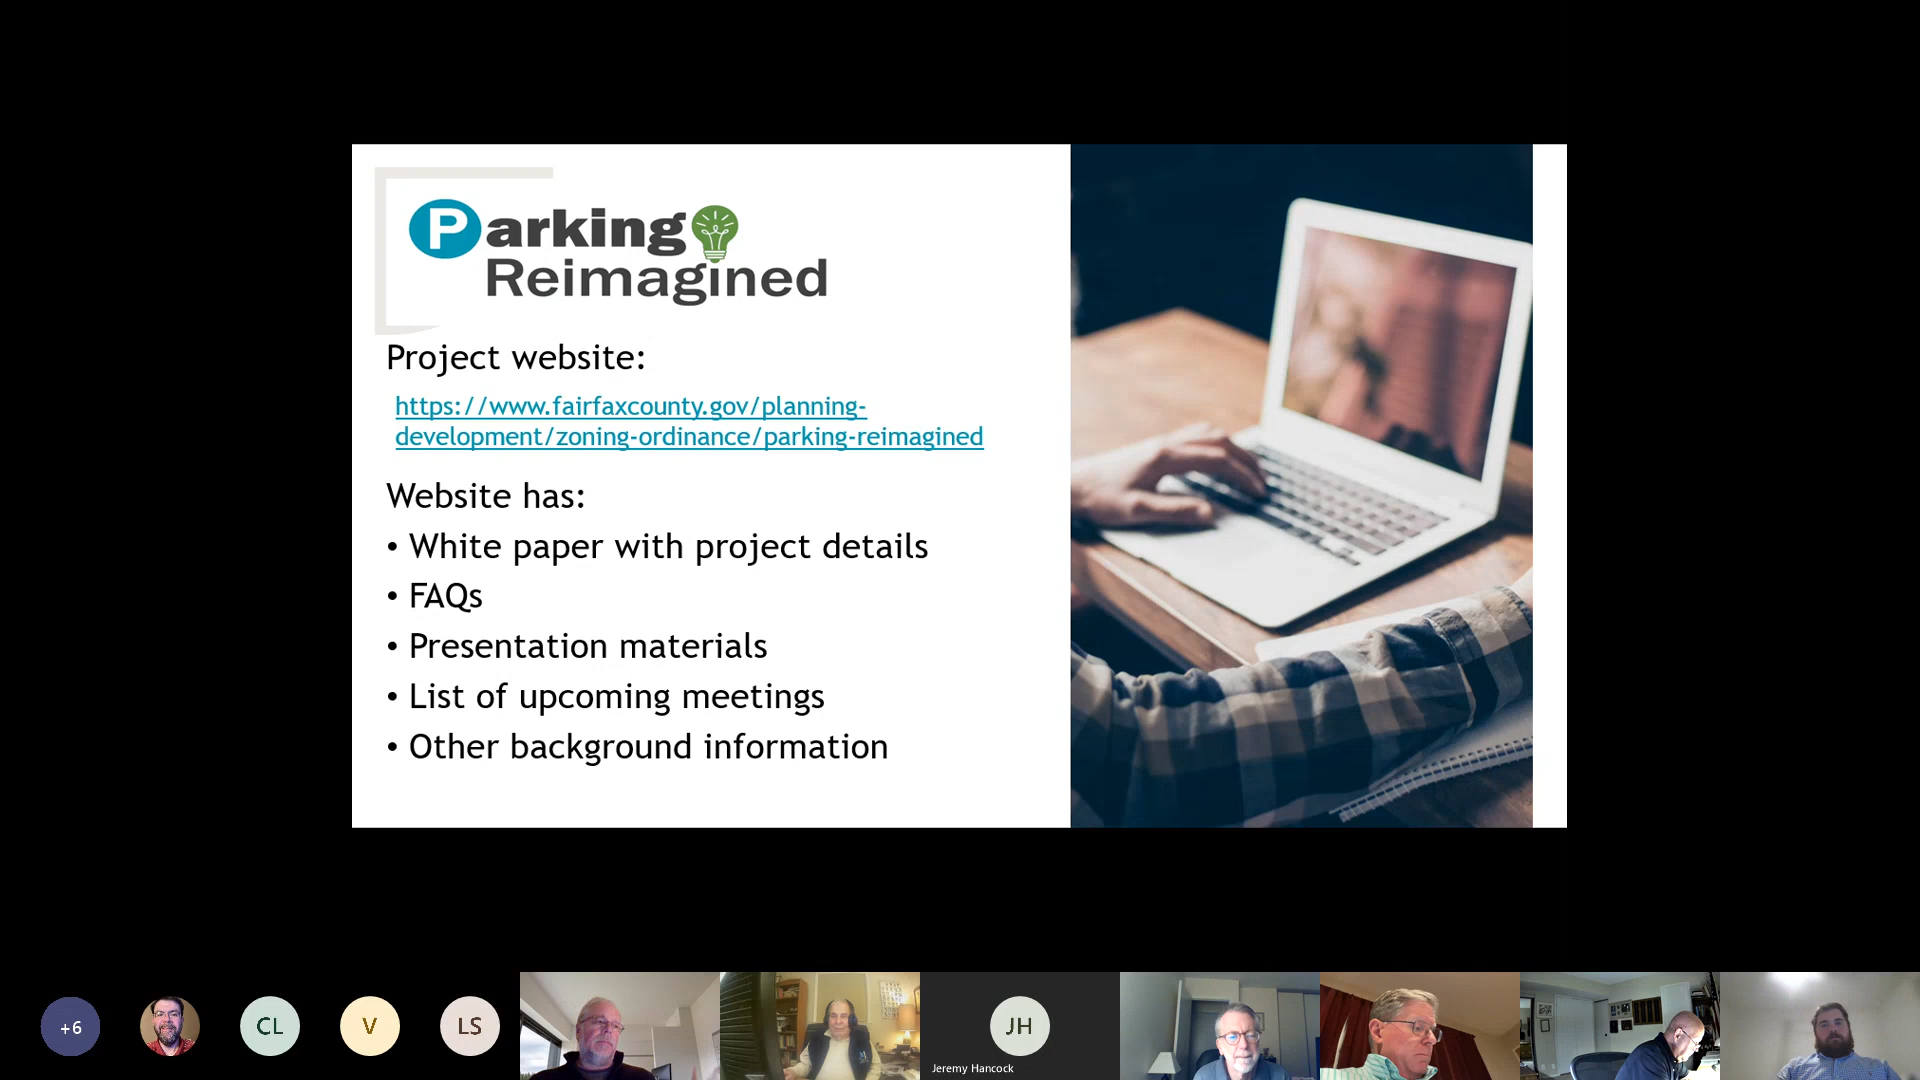 Parking
Reimagined
Project website:
https://www.fairfaxcounty.gov/planning-
development/zoning-ordinance/parking-reimagined
Website has:
• White paper with project details
• FAQs
• Presentation materials
• List of upcoming meetings
• Other background information
+6
CL
V
LS
JH
Jeremy Hancock